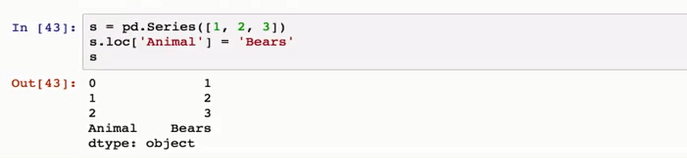 In [43]: s = pd.Series([1, 2, 3])
s.loc['Animal'] = 'Bears'
s
Out[43]: 0 1
1 2
2 3
Animal Bears
dtype: object